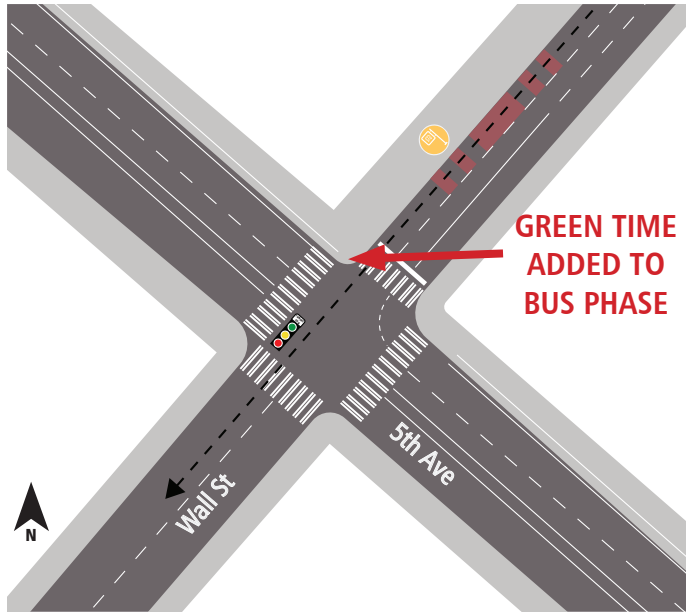 GREEN TIME
ADDED TO
BUS PHASE
5th Ave
Wall St
N